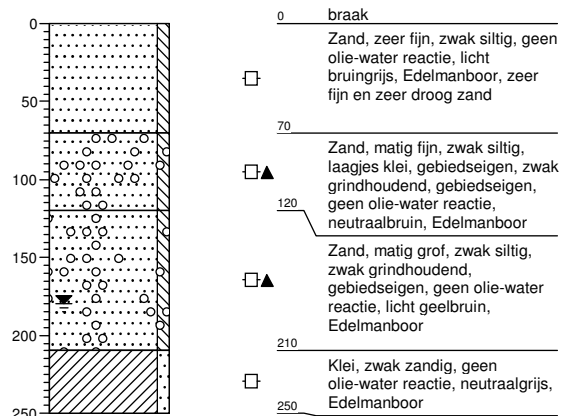 0
50
100
150
200
250
0 braak
Zand, zeer fijn, zwak siltig, geen
olie-water reactie, licht
bruingrijs, Edelmanboor, zeer
fijn en zeer droog zand
70
Zand, matig fijn, zwak siltig,
laagjes klei, gebiedseigen, zwak
grindhoudend, gebiedseigen,
geen olie-water reactie,
neutraalbruin, Edelmanboor
120
Zand, matig grof, zwak siltig,
zwak grindhoudend,
gebiedseigen, geen olie-water
reactie, licht geelbruin,
Edelmanboor
210
Klei, zwak zandig, geen
olie-water reactie, neutraalgrijs,
Edelmanboor
250